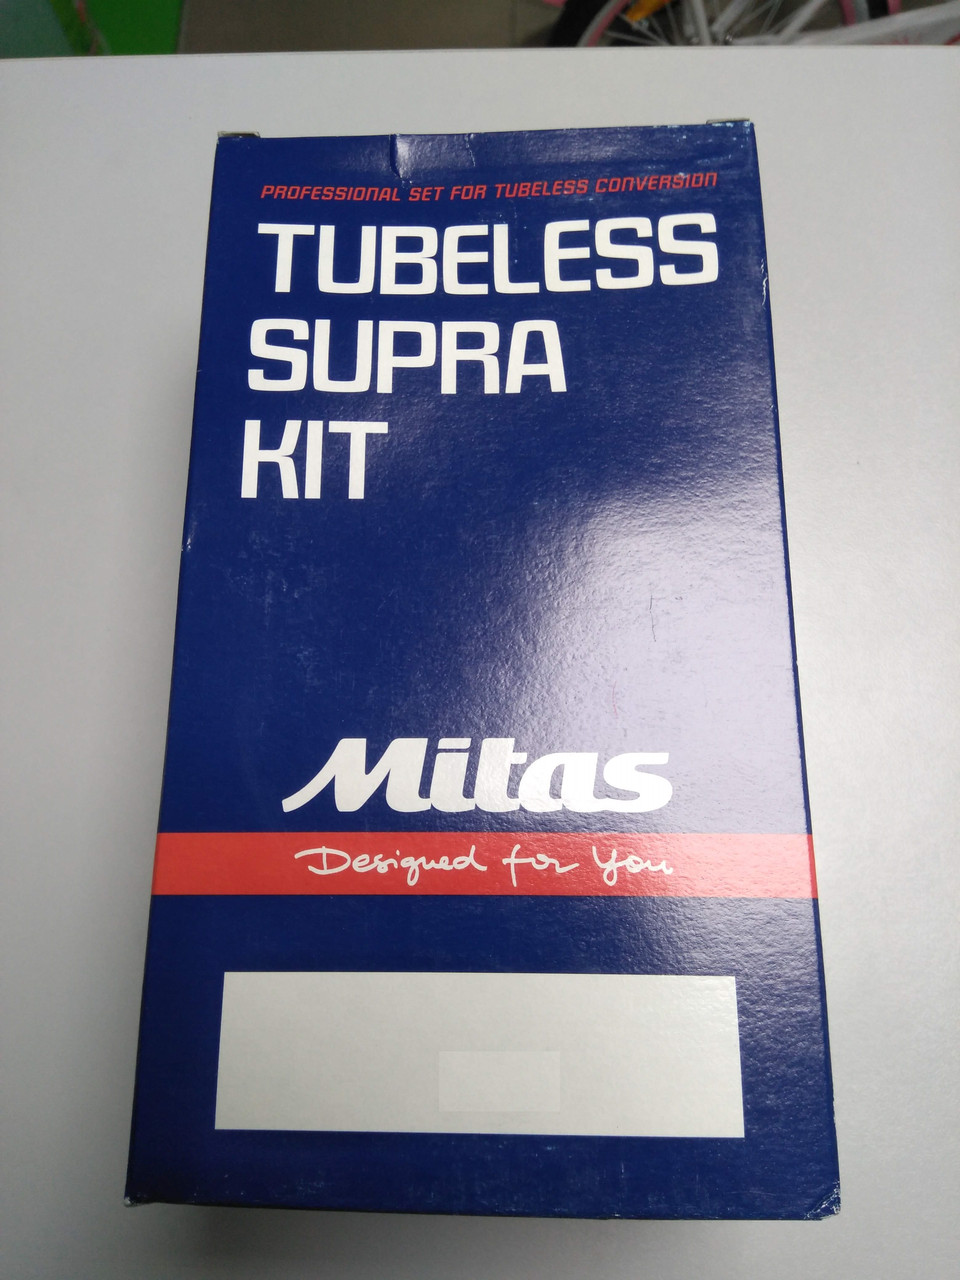 PROFESSIONAL SET FOR TUBELESS CONVERSION
TUBELESS
SUPRA
KIT
Mitas
Designed for You